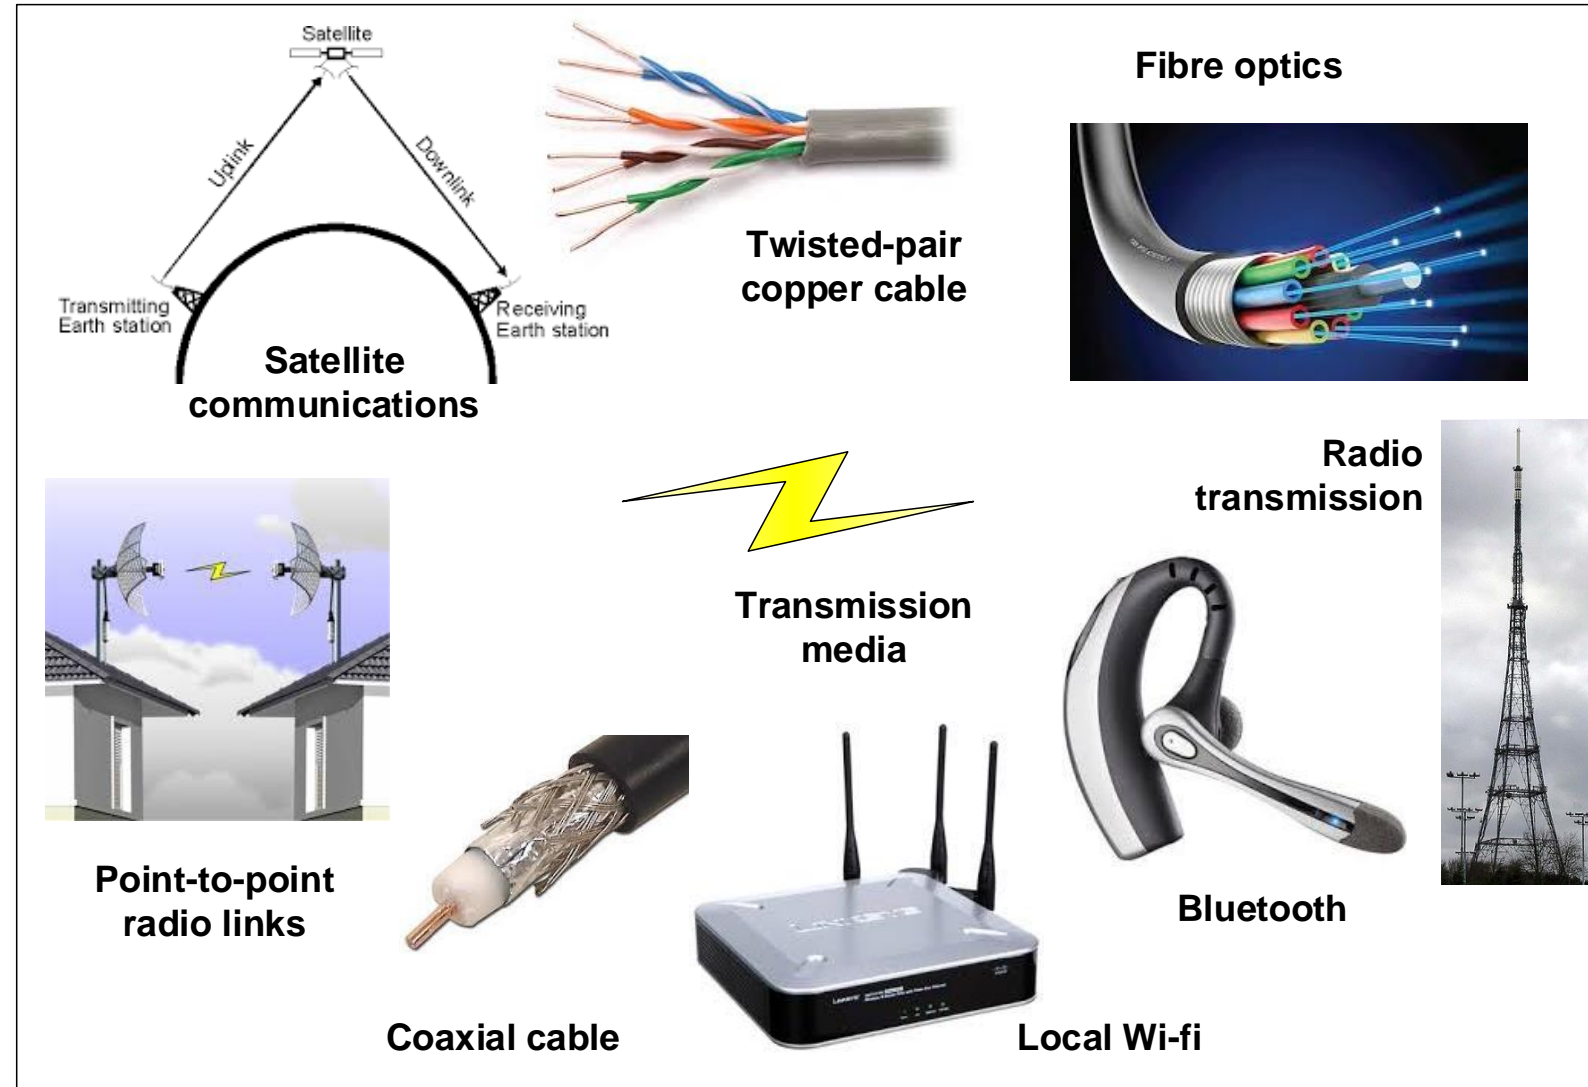 Satellite
Uplink
Downlink
Transmitting
Earth station
Receiving
Earth station
Satellite
communications
Twisted-pair
copper cable
Fibre optics
Radio
transmission
Transmission
media
Point-to-point
radio links
Coaxial cable
Local Wi-fi
Bluetooth
LINKSYS